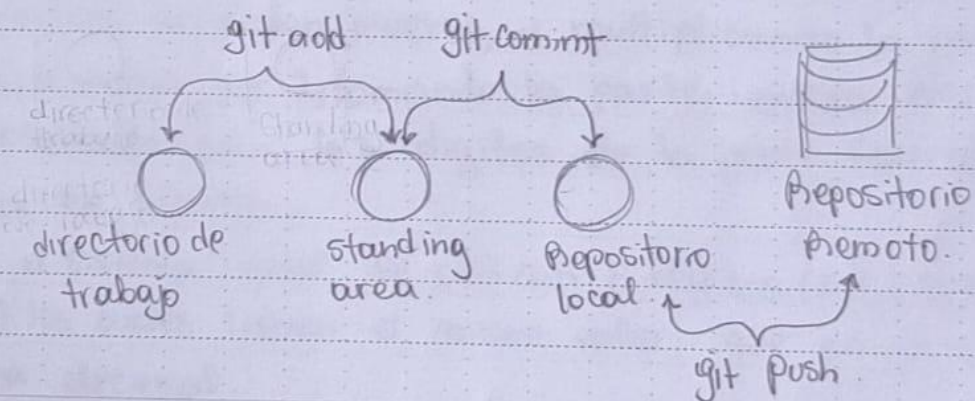 git add
git commit
directorio de
trabajo
standing
area
Repositorio
local
Repositorio
Remoto.
git push